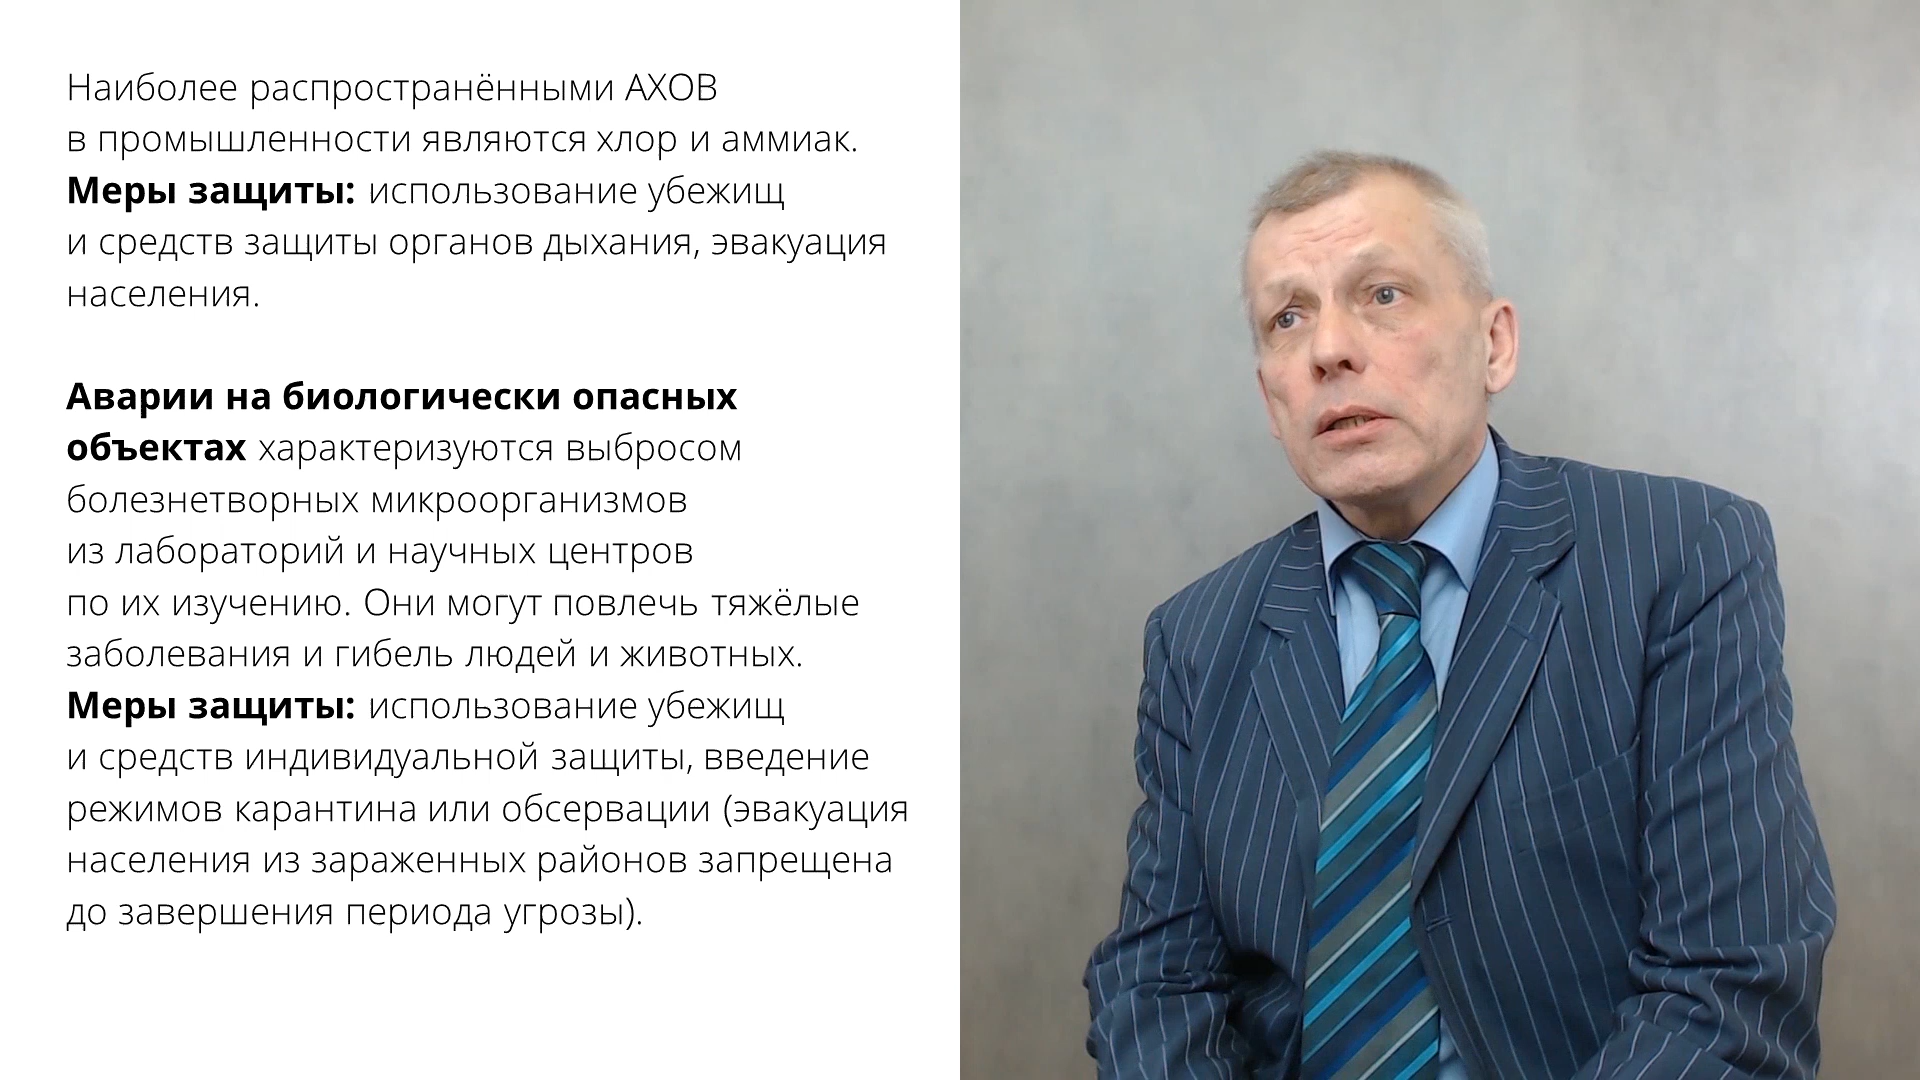 Наиболее распространёнными АХОВ
в промышленности являются хлор и аммиак.
Меры защиты: использование убежищ
и средств защиты органов дыхания, эвакуация
населения.
Аварии на биологически опасных
объектах характеризуются выбросом
болезнетворных микроорганизмов
из лабораторий и научных центров
по их изучению. Они могут повлечь тяжёлые
заболевания и гибель людей и животных.
Меры защиты: использование убежищ
и средств индивидуальной защиты, введение
режимов карантина или обсервации (эвакуация
населения из зараженных районов запрещена
до завершения периода угрозы).